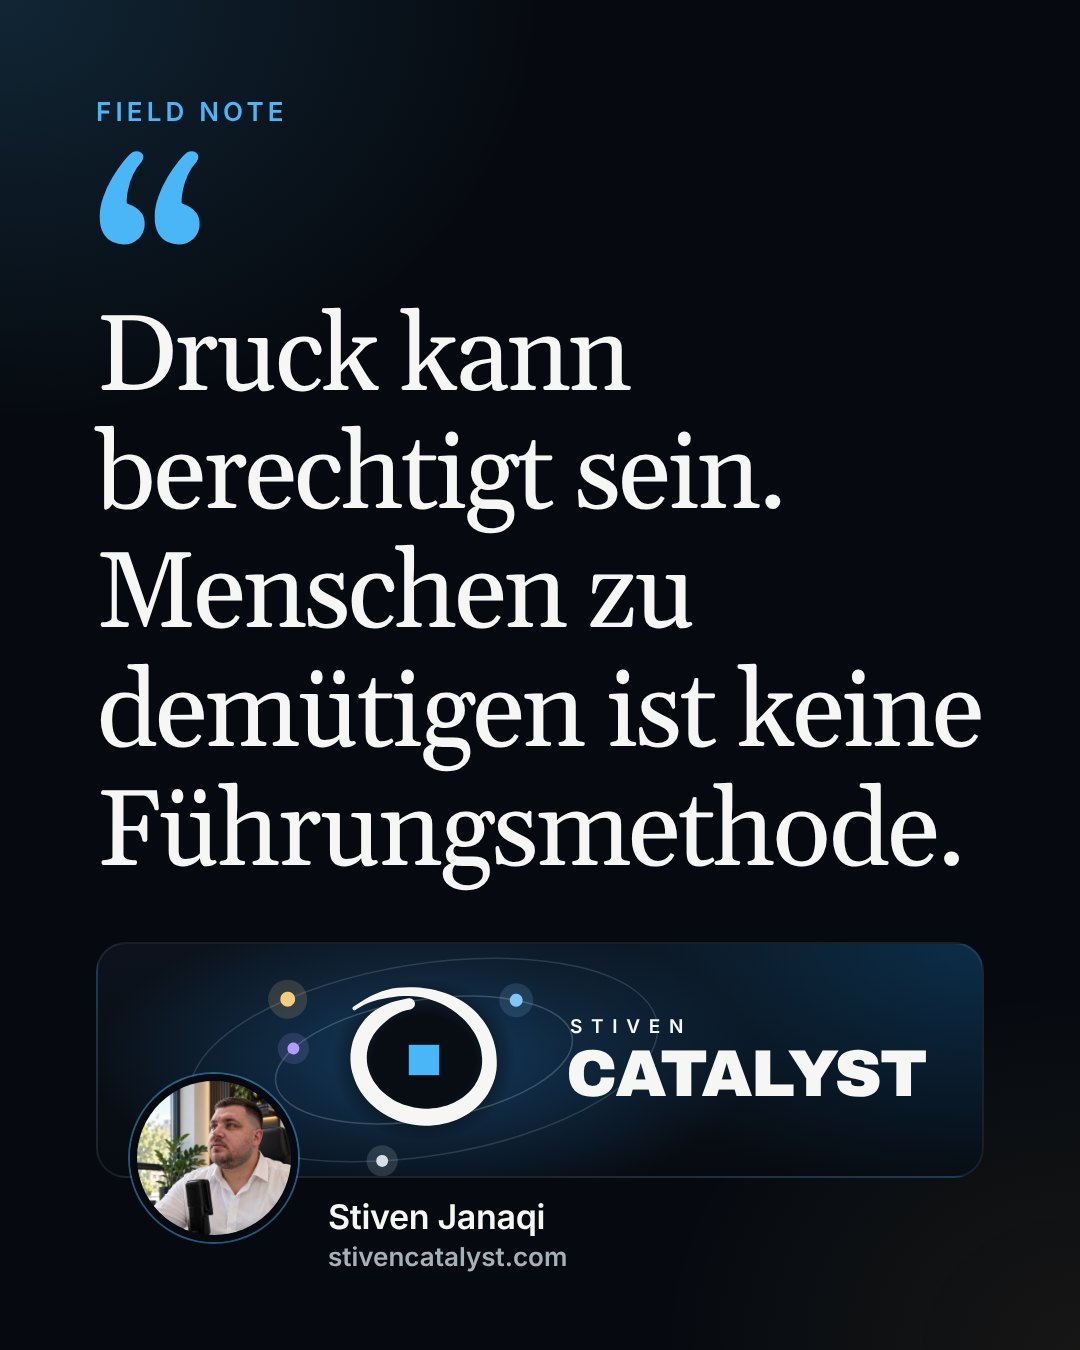 FIELD NOTE
“
Druck kann
berechtigt sein.
Menschen zu
demütigen ist keine
Führungsmethode.
STIVEN
CATALYST
Stiven Janaqi
stivencatalyst.com